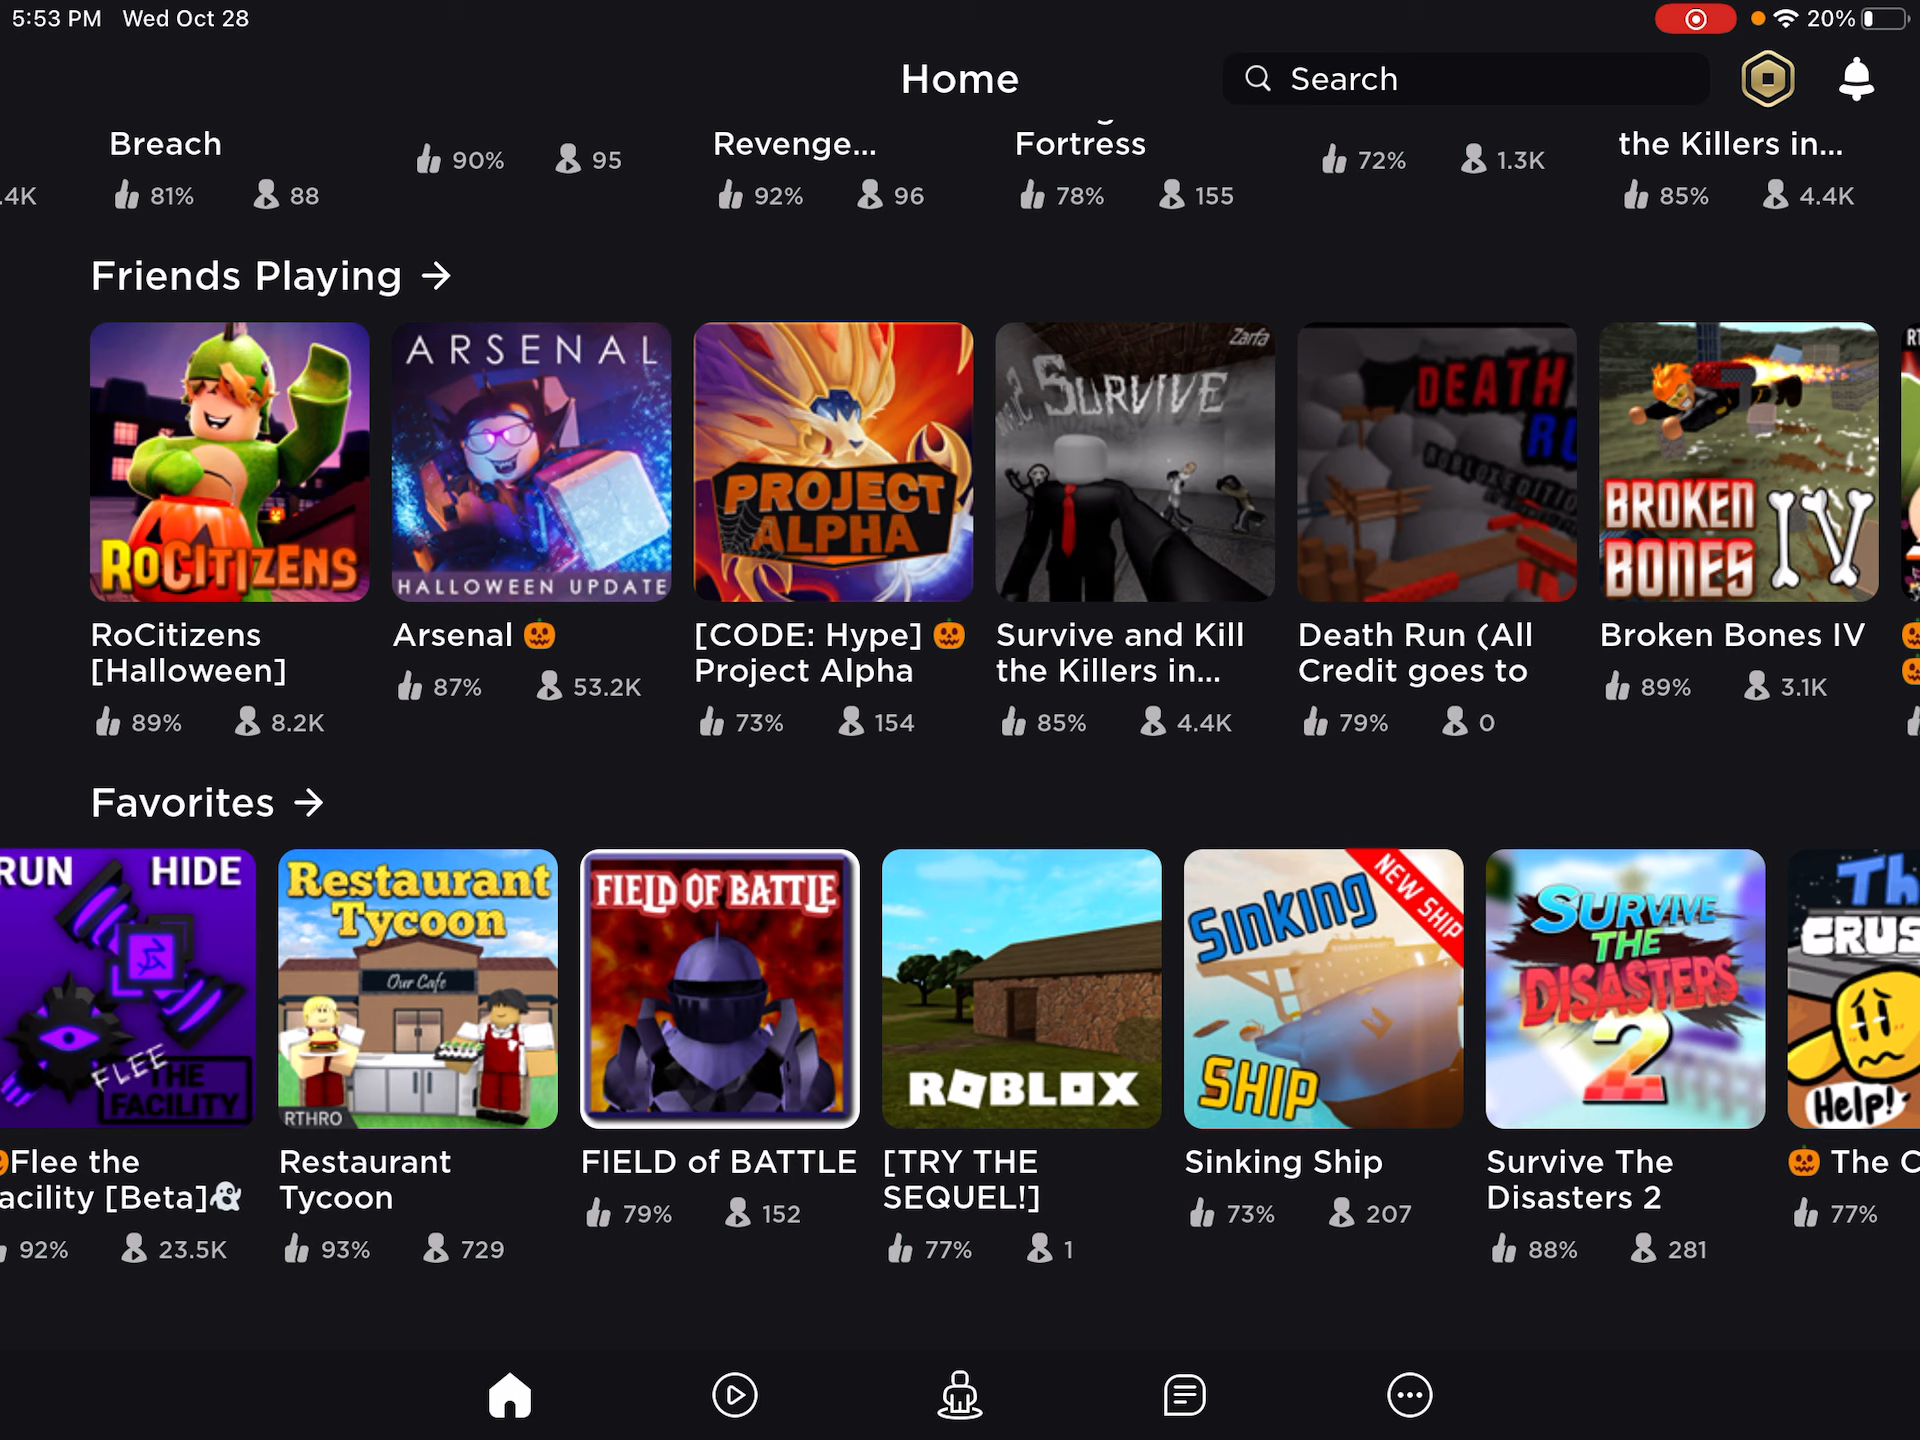 5:53 PM Wed Oct 28
20%
Home
Search
Breach
Revenge...
Fortress
the Killers in...
90% 95
72% 1.3K
.4K
81% 88
92% 96
78% 155
85% 4.4K
Friends Playing →
ROCITIZENS
ARSENAL
HALLOWEEN UPDATE
PROJECT
ALPHA
Zarfa
SURVIVE
DEATH
BROKEN
BONES IV
RoCitizens
[Halloween]
89% 8.2K
Arsenal 🎃
87% 53.2K
[CODE: Hype] 🎃
Project Alpha
73% 154
Survive and Kill
the Killers in...
85% 4.4K
Death Run (All
Credit goes to
79% 0
Broken Bones IV
89% 3.1K
Favorites →
RUN HIDE
FLEE
THE
FACILITY
Restaurant
Tycoon
Our Cafe
RTHRO
FIELD OF BATTLE
ROBLOX
NEW SHIP
SINKING
SHIP
SURVIVE
THE
DISASTERS
2
Th
CRUS
Help!
Flee the
acility [Beta]👻
92% 23.5K
Restaurant
Tycoon
93% 729
FIELD of BATTLE
79% 152
[TRY THE
SEQUEL!]
77% 1
Sinking Ship
73% 207
Survive The
Disasters 2
88% 281
🎃 The C
77%